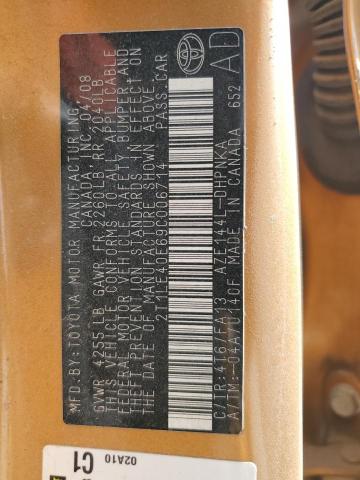 MFD.BY:TOYOTA MOTOR MANUFACTURING
CANADA, INC. 04/08
GVWR 4255LB GAWR FR 2280LB RR 2040LB
THIS VEHICLE CONFORMS TO ALL APPLICABLE
FEDERAL MOTOR VEHICLE SAFETY, BUMPER, AND
THEFT PREVENTION STANDARDS IN EFFECT ON
THE DATE OF MANUFACTURE SHOWN ABOVE.
2T1LE40E69C006714 PASS. CAR
C/TR: 4T6/FA13 AZE144L-DHPNKA
A/TM:-04A/U140F MADE IN CANADA 652
AD
02A10
C1